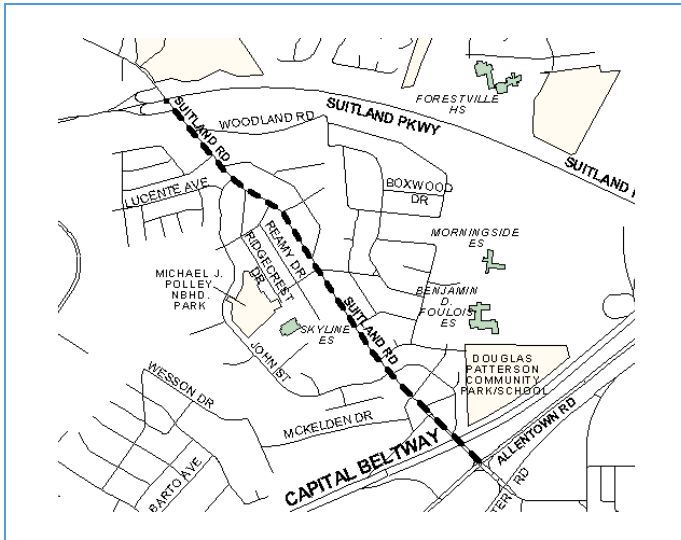 FORESTVILLE
HS
SUITLAND PKWY
SUITLAND RD
WOODLAND RD
SUITLAND
LUCENTE AVE
BOXWOOD
DR
REAMY DR
RIDGECREST
DR
MORNINGSIDE
ES
MICHAEL J.
POLLEY
NBHD.
PARK
BENJAMIN
D.
FOULOIS
ES
SKYLINE
ES
SUITLAND RD
JOHN ST
DOUGLAS
PATTERSON
COMMUNITY
PARK/SCHOOL
WESSON DR
MCKELDEN DR
ALLENTOWN RD
CAPITAL BELTWAY
BARTO AVE
RD